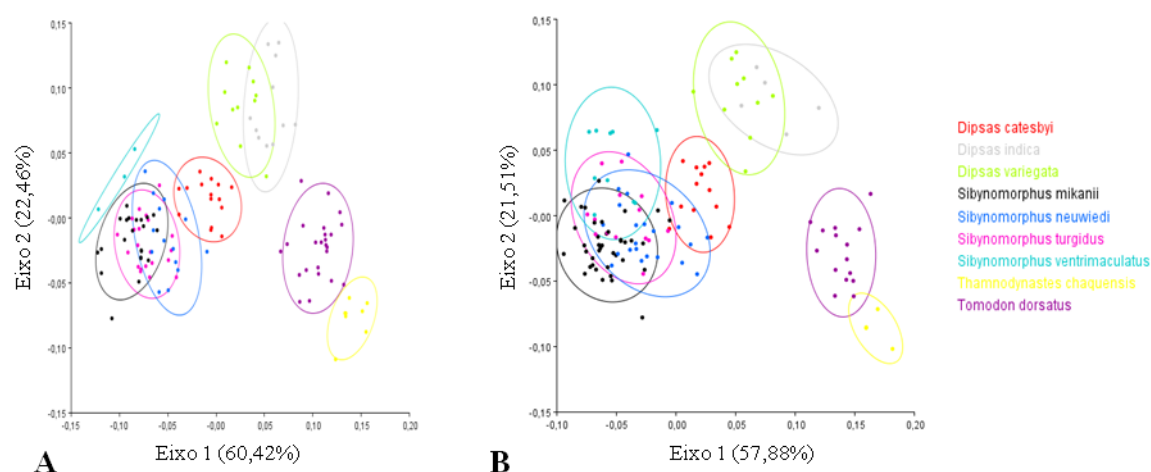 0,15
0,10
0,05
-0,00
-0,05
-0,10
-0,15
Eixo 2 (22,46%)
-0,15
-0,10
-0,05
0,00
0,05
0,10
0,15
0,20
Eixo 1 (60,42%)
A
0,15
0,10
0,05
-0,00
-0,05
-0,10
-0,15
Eixo 2 (21,51%)
-0,10
-0,05
0,00
0,05
0,10
0,15
0,20
Eixo 1 (57,88%)
B
Dipsas catesbyi
Dipsas indica
Dipsas variegata
Sibynomorphus mikanii
Sibynomorphus neuwiedi
Sibynomorphus turgidus
Sibynomorphus ventrimaculatus
Thamnodynastes chaquensis
Tomodon dorsatus